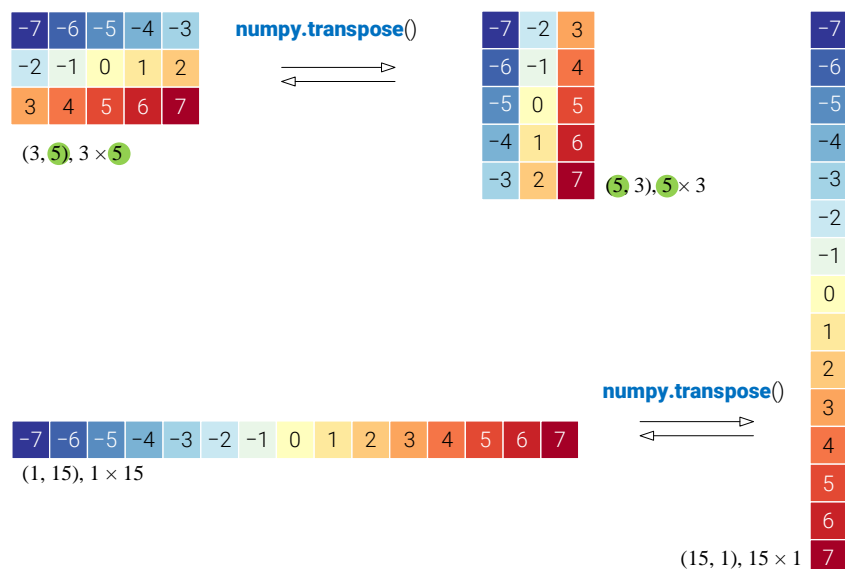 −7 −6 −5 −4 −3
−2 −1 0 1 2
3 4 5 6 7
(3, 5), 3 × 5
numpy.transpose()
−7 −2 3
−6 −1 4
−5 0 5
−4 1 6
−3 2 7
(5, 3), 5 × 3
numpy.transpose()
−7 −6 −5 −4 −3 −2 −1 0 1 2 3 4 5 6 7
(1, 15), 1 × 15
−7
−6
−5
−4
−3
−2
−1
0
1
2
3
4
5
6
7
(15, 1), 15 × 1